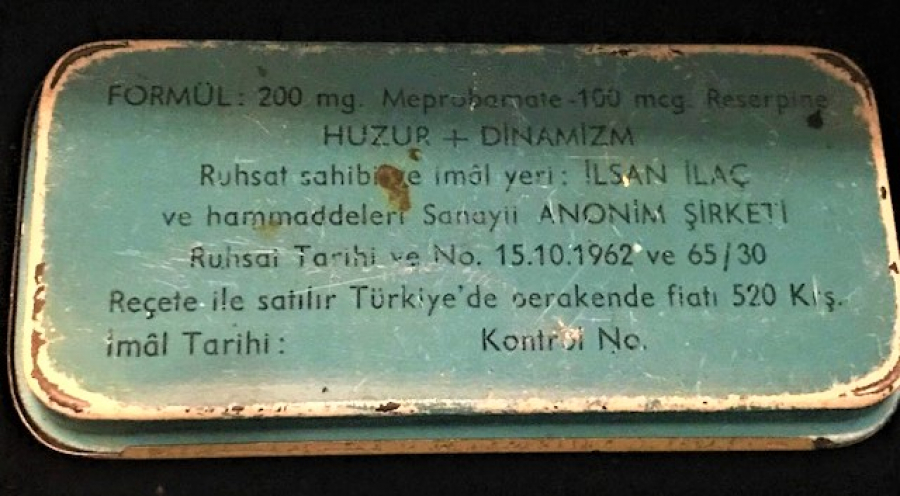 FORMÜL: 200 mg. Meprobamate-100 mcg. Reserpine
HUZUR + DİNAMİZM
Ruhsat sahibi ve imâl yeri: İLSAN İLAÇ
ve hammaddeleri Sanayii ANONİM ŞİRKETİ
Ruhsat Tarihi ve No. 15.10.1962 ve 65/30
Reçete ile satılır Türkiye'de perakende fiatı 520 Krş.
İmâl Tarihi: Kontrol No.